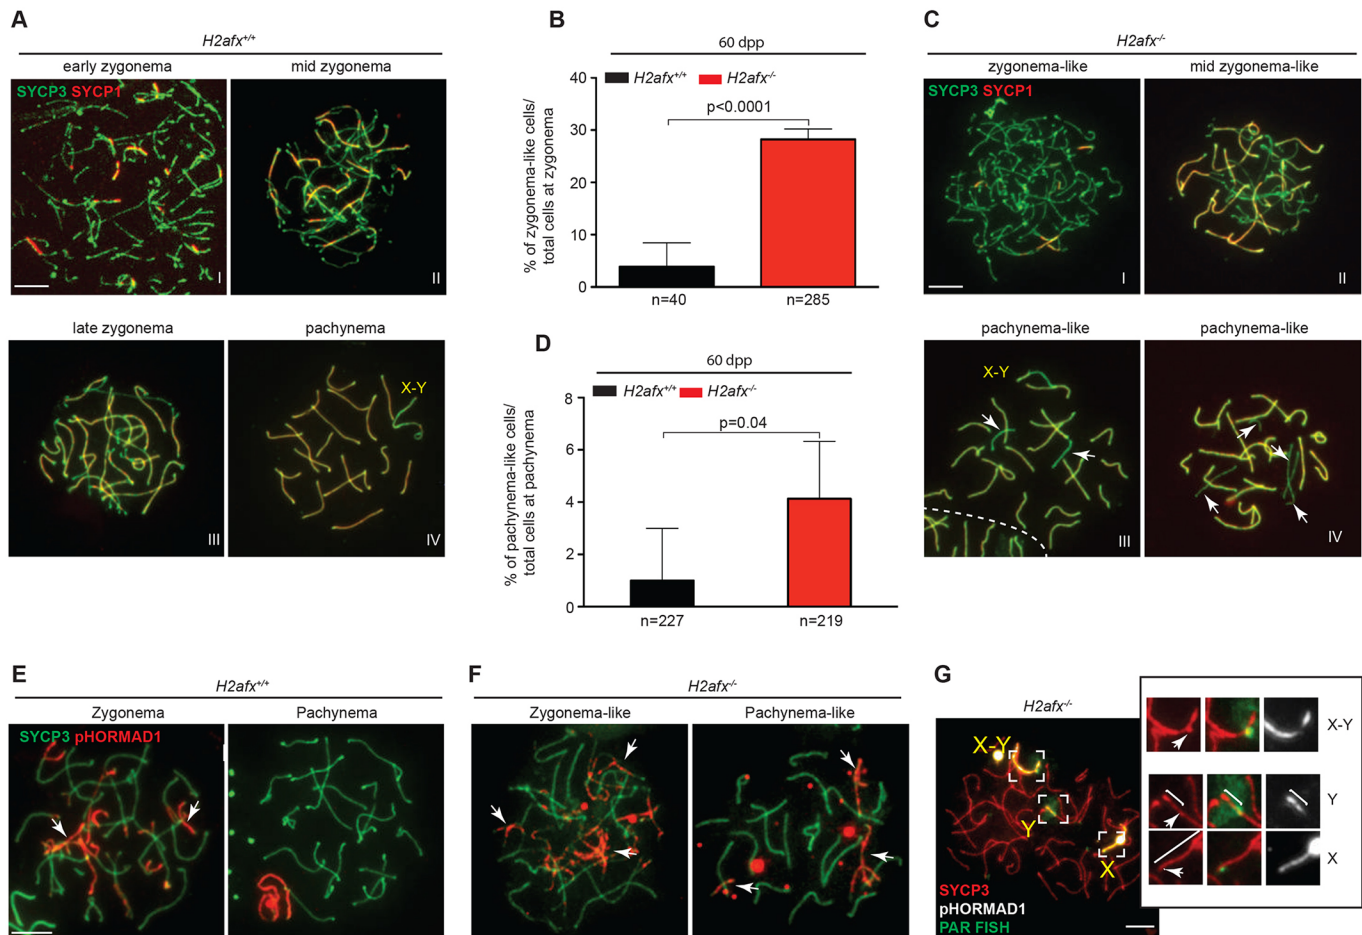 A
H2afx+/+
early zygonema
mid zygonema
SYCP3 SYCP1
I
II
late zygonema
pachynema
X-Y
III
IV
B
60 dpp
H2afx+/+
H2afx-/-
p<0.0001
% of zygonema-like cells/
total cells at zygonema
40
30
20
10
0
n=40
n=285
C
H2afx-/-
zygonema-like
mid zygonema-like
SYCP3 SYCP1
I
II
pachynema-like
pachynema-like
X-Y
III
IV
D
60 dpp
H2afx+/+
H2afx-/-
p=0.04
% of pachynema-like cells/
total cells at pachynema
8
6
4
2
0
n=227
n=219
E
H2afx+/+
Zygonema
Pachynema
SYCP3 pHORMAD1
F
H2afx-/-
Zygonema-like
Pachynema-like
G
H2afx-/-
X-Y
Y
X
SYCP3
pHORMAD1
PAR FISH
X-Y
Y
X